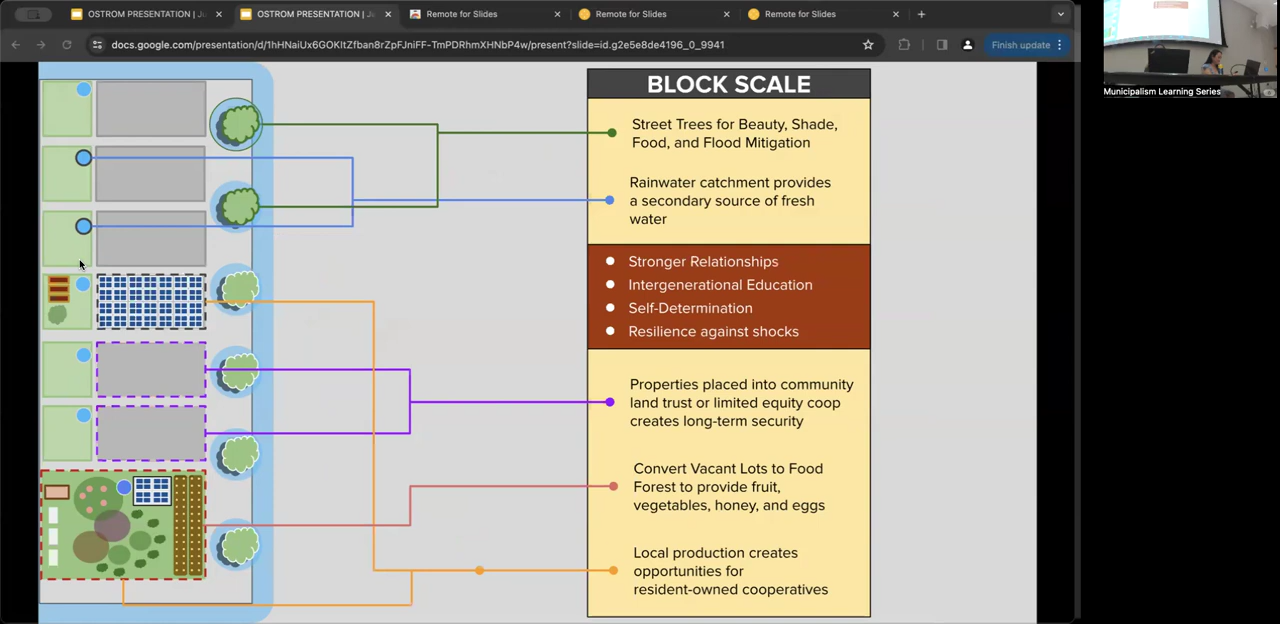 OSTROM PRESENTATION | J
OSTROM PRESENTATION | Ja
Remote for Slides
Remote for Slides
Remote for Slides
docs.google.com/presentation/d/1hHNaiUx6GOKltZfban8rZpFJniFF-TmPDRhmXHNbP4w/present?slide=id.g2e5e8de4196_0_9941
Finish update
Municipalism Learning Series
BLOCK SCALE
Street Trees for Beauty, Shade,
Food, and Flood Mitigation
Rainwater catchment provides
a secondary source of fresh
water
Stronger Relationships
Intergenerational Education
Self-Determination
Resilience against shocks
Properties placed into community
land trust or limited equity coop
creates long-term security
Convert Vacant Lots to Food
Forest to provide fruit,
vegetables, honey, and eggs
Local production creates
opportunities for
resident-owned cooperatives